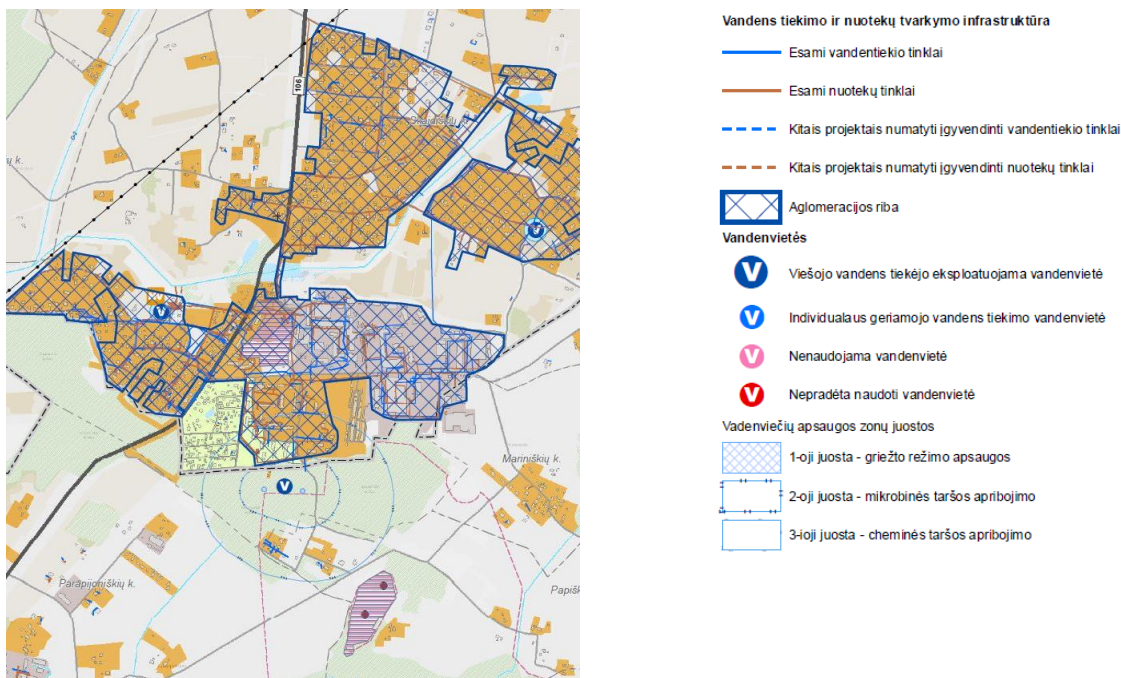 Vandens tiekimo ir nuotekų tvarkymo infrastruktūra
Esami vandentiekio tinklai
Esami nuotekų tinklai
Kitais projektais numatyti įgyvendinti vandentiekio tinklai
Kitais projektais numatyti įgyvendinti nuotekų tinklai
Aglomeracijos riba
Vandenvietės
V Viešojo vandens tiekėjo eksploatuojama vandenvietė
V Individualaus geriamojo vandens tiekimo vandenvietė
V Nenaudojama vandenvietė
V Nepradėta naudoti vandenvietė
Vadenviečių apsaugos zonų juostos
1-oji juosta - griežto režimo apsaugos
2-oji juosta - mikrobinės taršos apribojimo
3-ioji juosta - cheminės taršos apribojimo
106
ių k.
V
V
V
Mariniškių k.
Parapijoniškių k.
Papišk